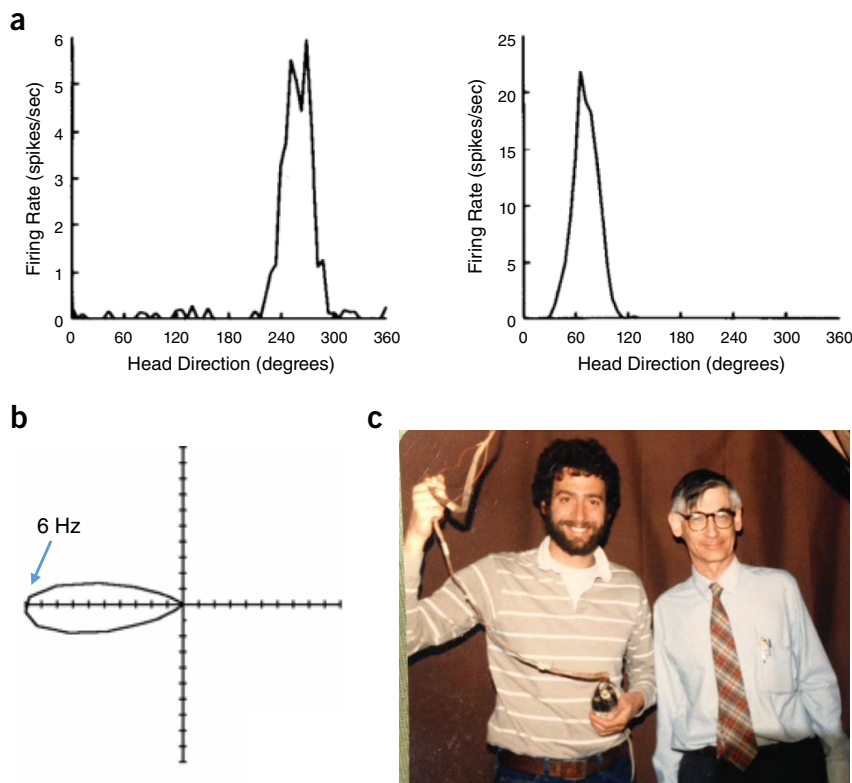 a
6
5
4
3
2
1
0
Firing Rate (spikes/sec)
0 60 120 180 240 300 360
Head Direction (degrees)
25
20
15
10
5
0
Firing Rate (spikes/sec)
0 60 120 180 240 300 360
Head Direction (degrees)
b
6 Hz
c